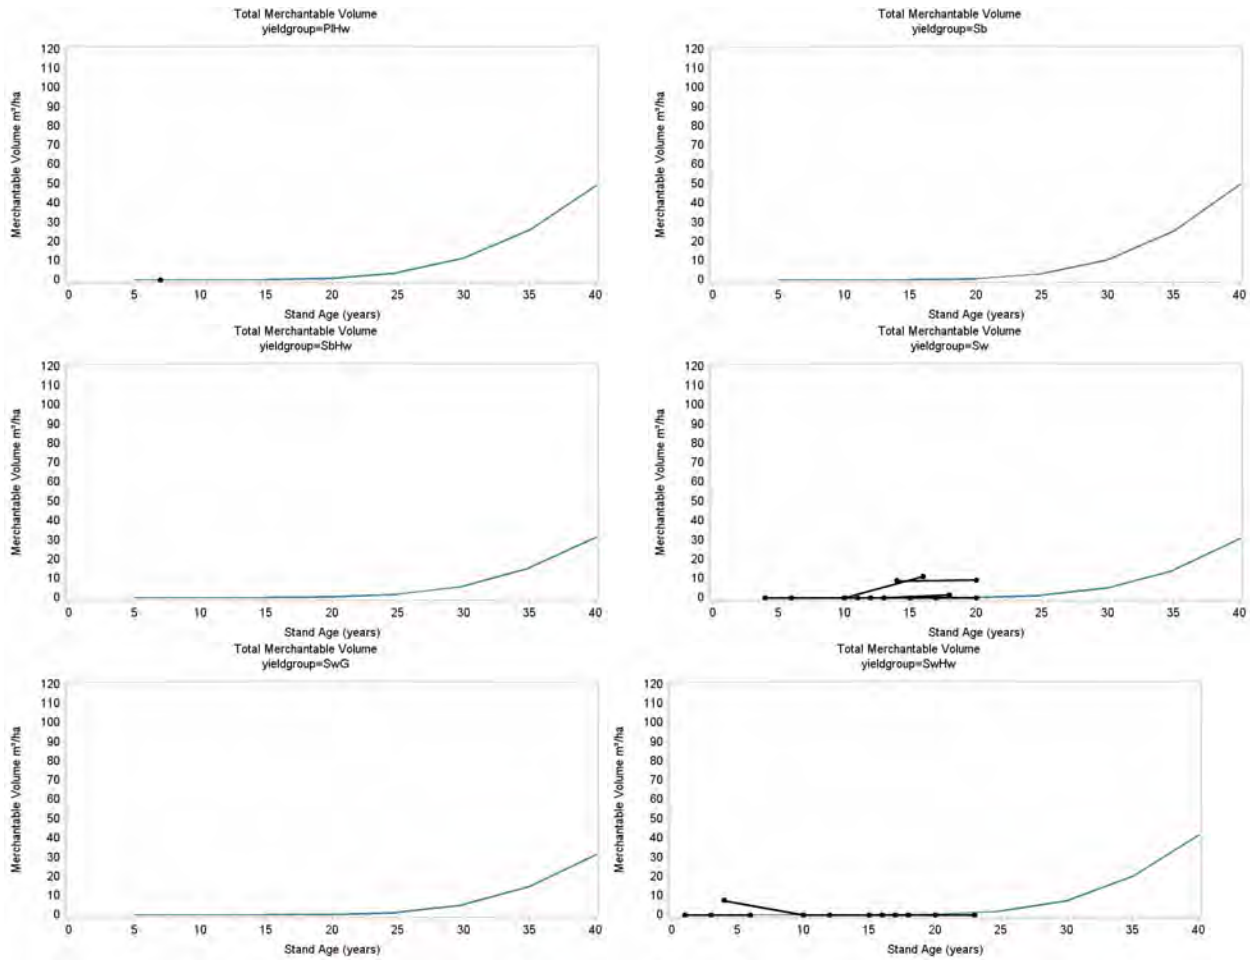 Total Merchantable Volume
yieldgroup=PlHw
120
110
100
90
80
70
60
50
40
30
20
10
0
Merchantable Volume m³/ha
0 5 10 15 20 25 30 35 40
Stand Age (years)
Total Merchantable Volume
yieldgroup=Sb
120
110
100
90
80
70
60
50
40
30
20
10
0
Merchantable Volume m³/ha
0 5 10 15 20 25 30 35 40
Stand Age (years)
Total Merchantable Volume
yieldgroup=SbHw
120
110
100
90
80
70
60
50
40
30
20
10
0
Merchantable Volume m³/ha
0 5 10 15 20 25 30 35 40
Stand Age (years)
Total Merchantable Volume
yieldgroup=Sw
120
110
100
90
80
70
60
50
40
30
20
10
0
Merchantable Volume m³/ha
0 5 10 15 20 25 30 35 40
Stand Age (years)
Total Merchantable Volume
yieldgroup=SwG
120
110
100
90
80
70
60
50
40
30
20
10
0
Merchantable Volume m³/ha
0 5 10 15 20 25 30 35 40
Stand Age (years)
Total Merchantable Volume
yieldgroup=SwHw
120
110
100
90
80
70
60
50
40
30
20
10
0
Merchantable Volume m³/ha
0 5 10 15 20 25 30 35 40
Stand Age (years)